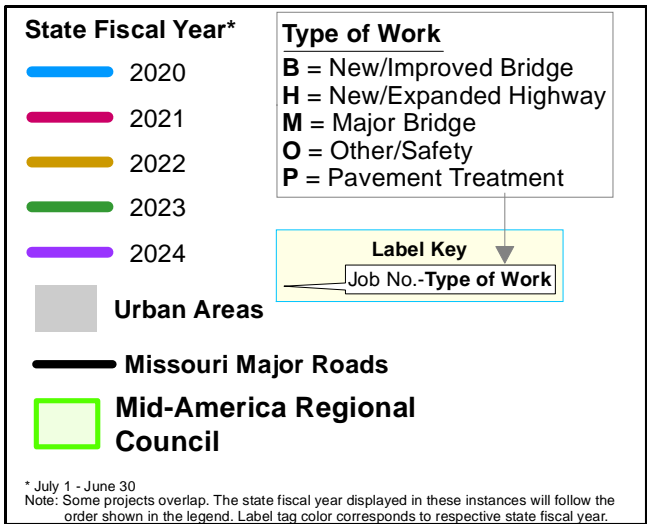 State Fiscal Year*
2020
2021
2022
2023
2024
Urban Areas
Missouri Major Roads
Mid-America Regional
Council
Type of Work
B = New/Improved Bridge
H = New/Expanded Highway
M = Major Bridge
O = Other/Safety
P = Pavement Treatment
Label Key
Job No.-Type of Work
* July 1 - June 30
Note: Some projects overlap. The state fiscal year displayed in these instances will follow the
order shown in the legend. Label tag color corresponds to respective state fiscal year.